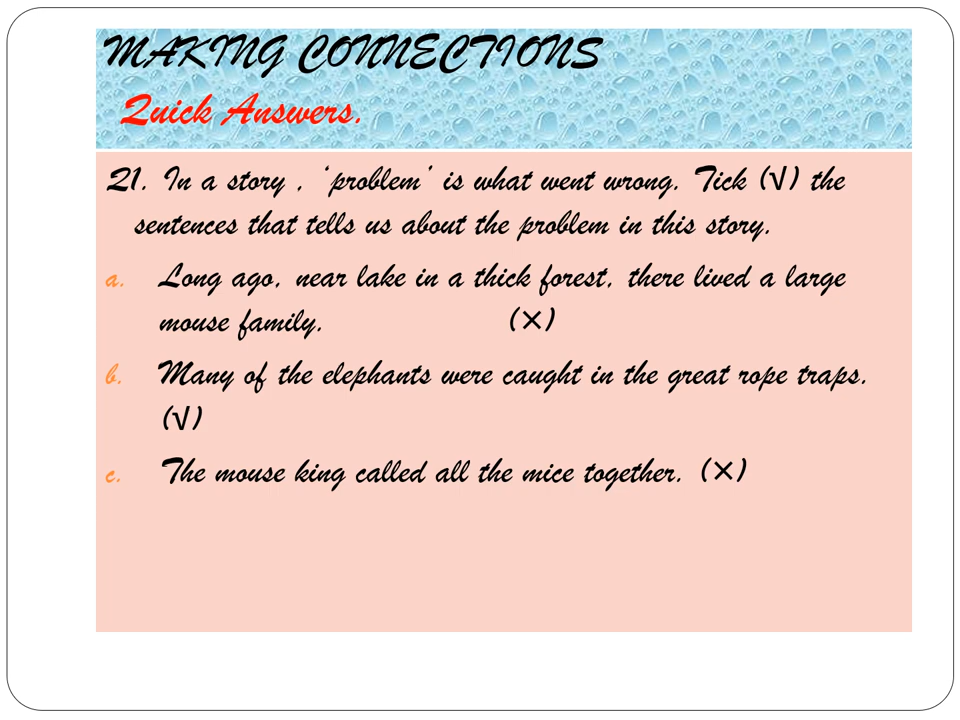 MAKING CONNECTIONS
Quick Answers.
Q1. In a story , ‘problem’ is what went wrong. Tick (√) the
sentences that tells us about the problem in this story.
a. Long ago, near lake in a thick forest, there lived a large
mouse family. (×)
b. Many of the elephants were caught in the great rope traps.
(√)
c. The mouse king called all the mice together. (×)